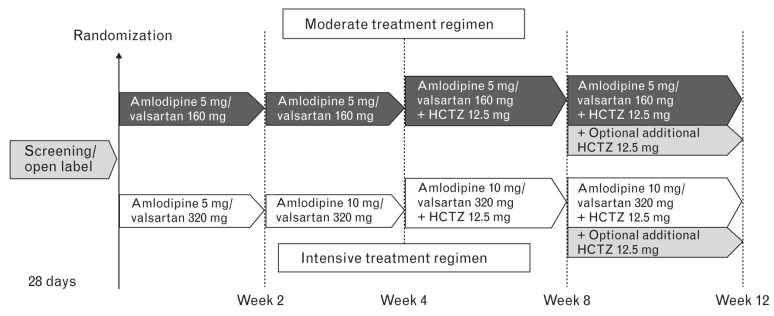 Moderate treatment regimen
Randomization
Amlodipine 5 mg/
valsartan 160 mg
Amlodipine 5 mg/
valsartan 160 mg
Amlodipine 5 mg/
valsartan 160 mg
+ HCTZ 12.5 mg
Amlodipine 5 mg/
valsartan 160 mg
+ HCTZ 12.5 mg
+ Optional additional
HCTZ 12.5 mg
Screening/
open label
Amlodipine 5 mg/
valsartan 320 mg
Amlodipine 10 mg/
valsartan 320 mg
Amlodipine 10 mg/
valsartan 320 mg
+ HCTZ 12.5 mg
Amlodipine 10 mg/
valsartan 320 mg
+ HCTZ 12.5 mg
+ Optional additional
HCTZ 12.5 mg
Intensive treatment regimen
28 days
Week 2
Week 4
Week 8
Week 12